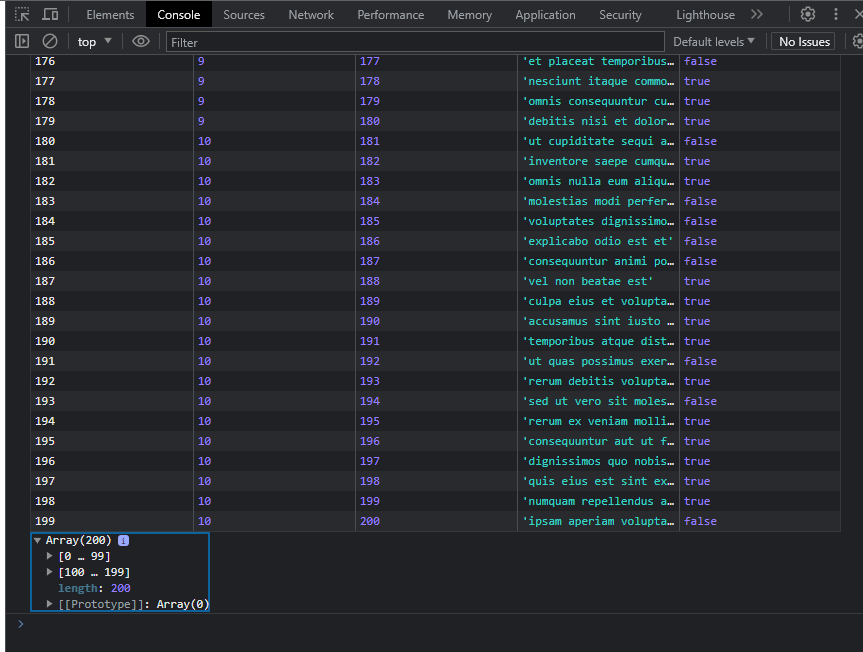 Elements Console Sources Network Performance Memory Application Security Lighthouse
top Filter Default levels No Issues
176 9 177 'et placeat temporibus… false
177 9 178 'nesciunt itaque commo… true
178 9 179 'omnis consequuntur cu… true
179 9 180 'debitis nisi et dolor… true
180 10 181 'ut cupiditate sequi a… false
181 10 182 'inventore saepe cumqu… true
182 10 183 'omnis nulla eum aliqu… true
183 10 184 'molestias modi perfer… false
184 10 185 'voluptates dignissimo… false
185 10 186 'explicabo odio est et' false
186 10 187 'consequuntur animi po… false
187 10 188 'vel non beatae est' true
188 10 189 'culpa eius et volupta… true
189 10 190 'accusamus sint iusto … true
190 10 191 'temporibus atque dist… true
191 10 192 'ut quas possimus exer… false
192 10 193 'rerum debitis volupta… true
193 10 194 'sed ut vero sit moles… false
194 10 195 'rerum ex veniam molli… true
195 10 196 'consequuntur aut ut f… true
196 10 197 'dignissimos quo nobis… true
197 10 198 'quis eius est sint ex… true
198 10 199 'numquam repellendus a… true
199 10 200 'ipsam aperiam volupta… false
Array(200) i
[0 … 99]
[100 … 199]
length: 200
[[Prototype]]: Array(0)